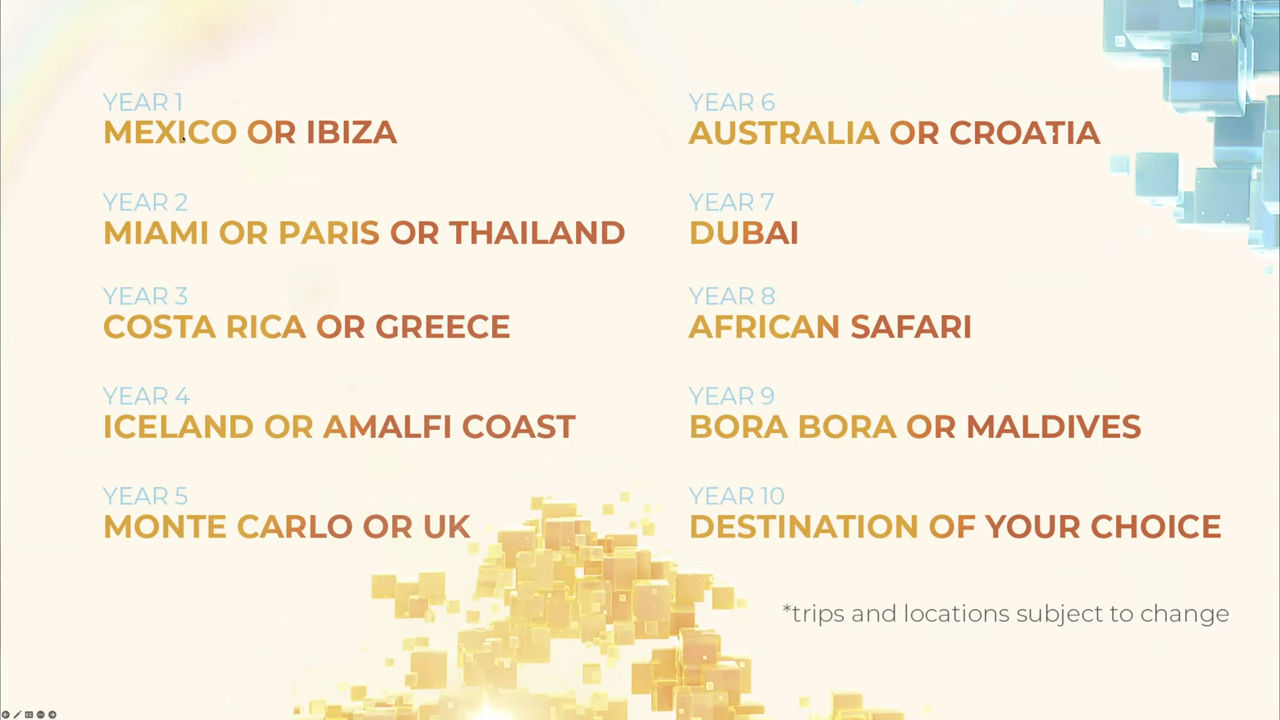 YEAR 1
MEXICO OR IBIZA
YEAR 2
MIAMI OR PARIS OR THAILAND
YEAR 3
COSTA RICA OR GREECE
YEAR 4
ICELAND OR AMALFI COAST
YEAR 5
MONTE CARLO OR UK
YEAR 6
AUSTRALIA OR CROATIA
YEAR 7
DUBAI
YEAR 8
AFRICAN SAFARI
YEAR 9
BORA BORA OR MALDIVES
YEAR 10
DESTINATION OF YOUR CHOICE
*trips and locations subject to change